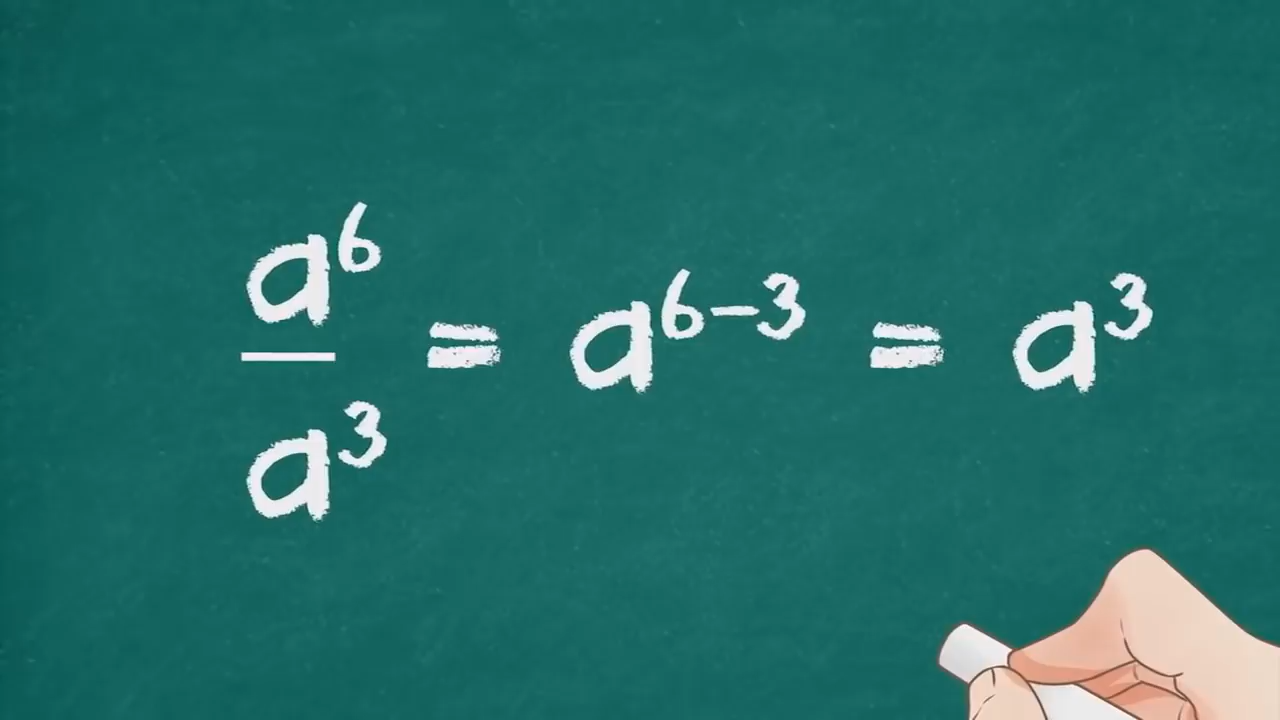 a⁶/a³ = a⁶⁻³ = a³